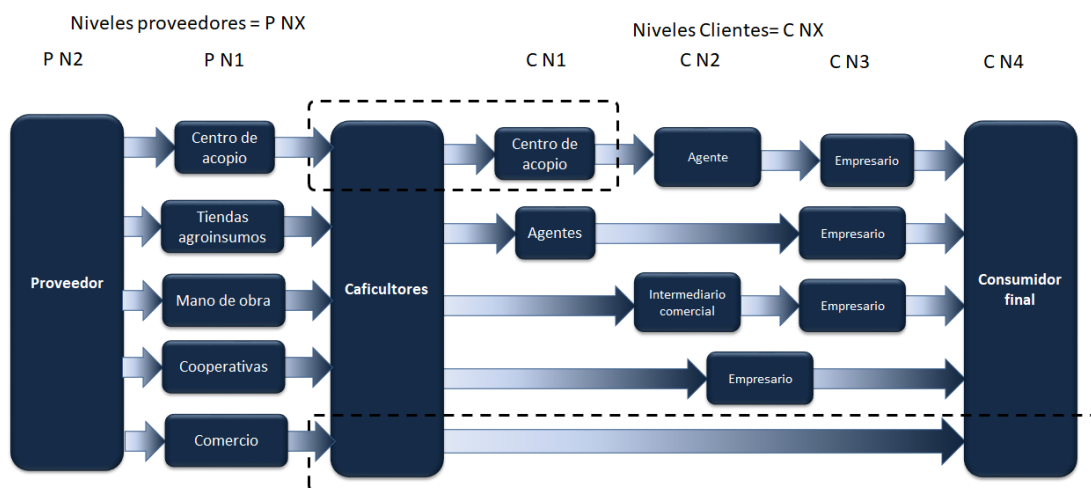 Niveles proveedores = P NX
Niveles Clientes= C NX
P N2
P N1
C N1
C N2
C N3
C N4
Proveedor
Centro de
acopio
Tiendas
agroinsumos
Mano de obra
Cooperativas
Comercio
Caficultores
Centro de
acopio
Agente
Empresario
Agentes
Empresario
Intermediario
comercial
Empresario
Empresario
Consumidor
final